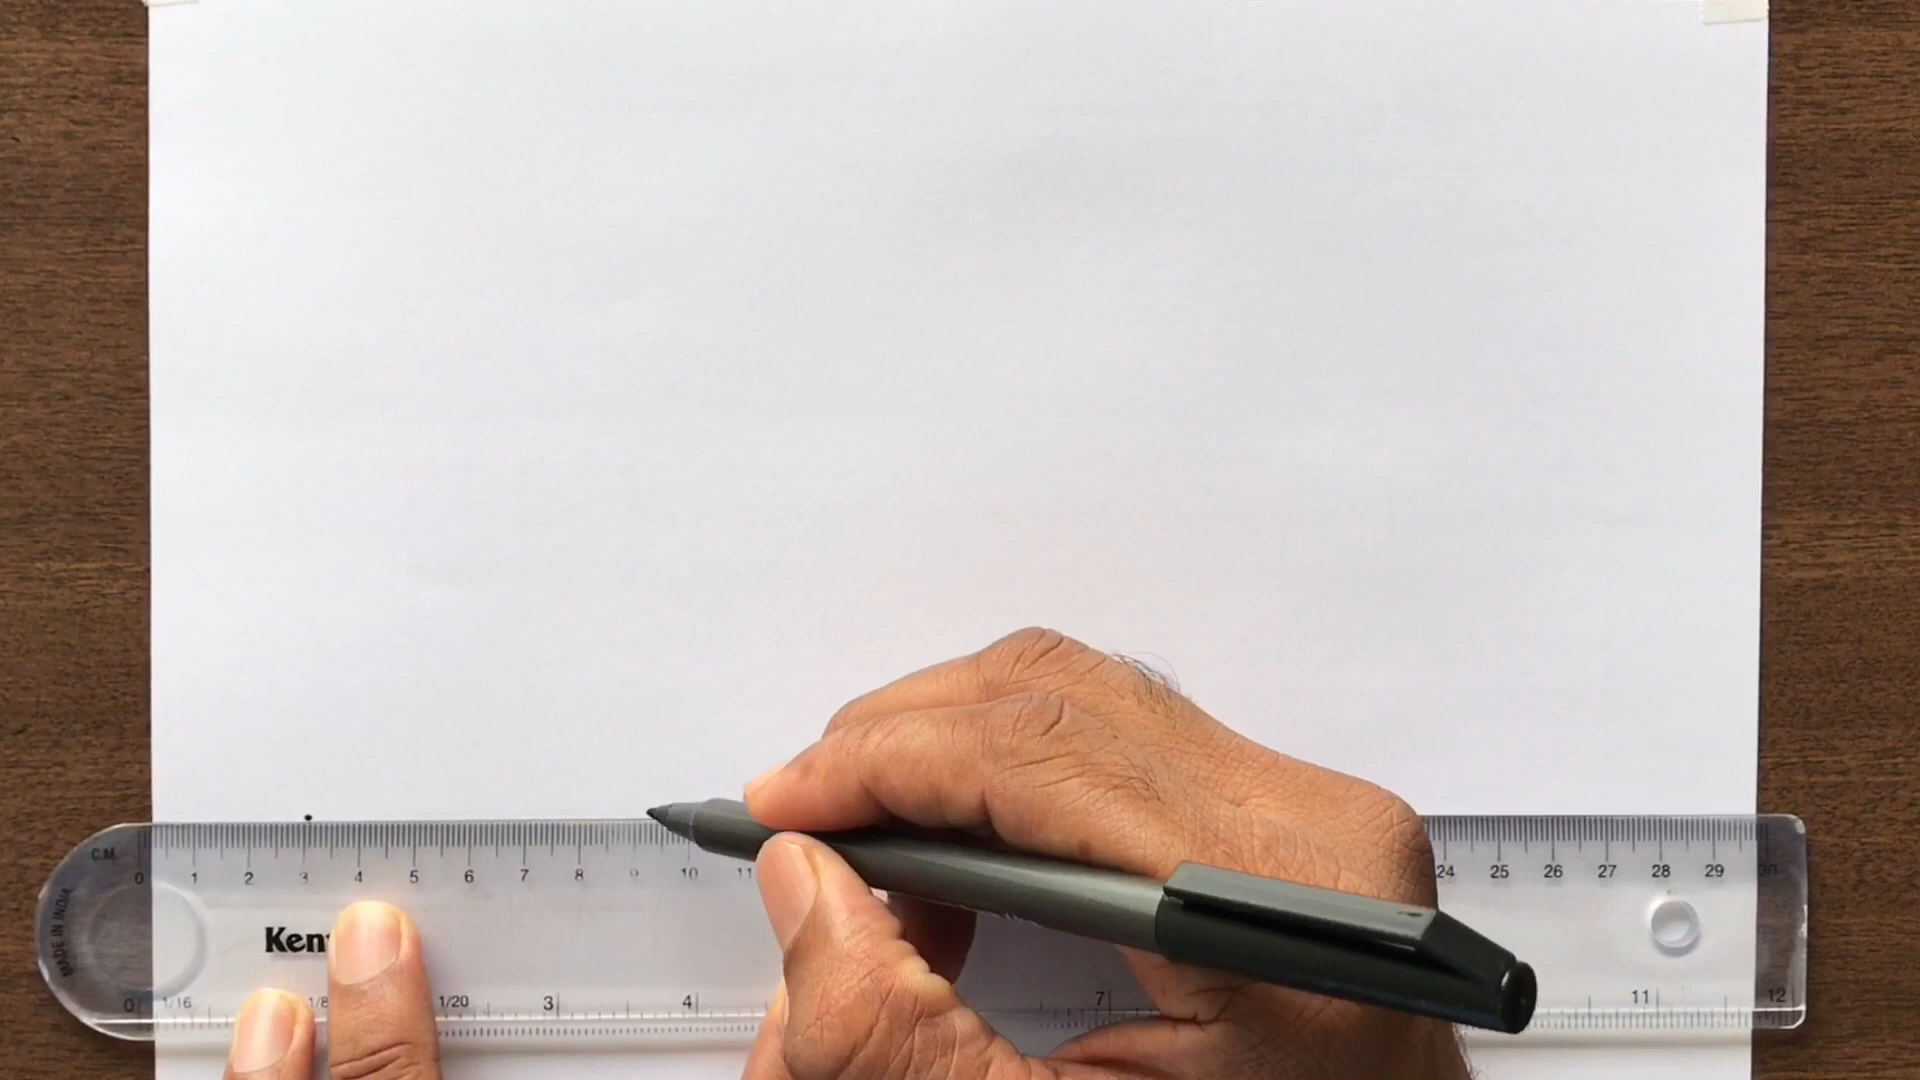 C.M. 0 1 2 3 4 5 6 7 8 9 10 11 24 25 26 27 28 29 30
MADE IN INDIA
Ken
0 1/16 1/8 1/20 3 4 7 11 12